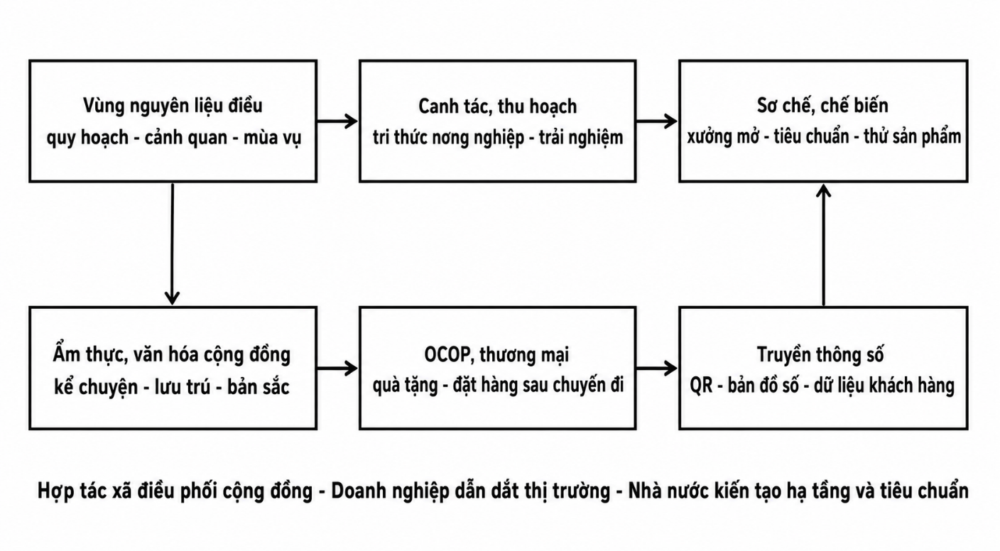 Vùng nguyên liệu điều
quy hoạch - cảnh quan - mùa vụ
Canh tác, thu hoạch
tri thức nơng nghiệp - trải nghiệm
Sơ chế, chế biến
xưởng mở - tiêu chuẩn - thử sản phẩm
Ẩm thực, văn hóa cộng đồng
kể chuyện - lưu trú - bản sắc
OCOP, thương mại
quà tặng - đặt hàng sau chuyến đi
Truyền thông số
QR - bản đồ số - dữ liệu khách hàng
Hợp tác xã điều phối cộng đồng - Doanh nghiệp dẫn dắt thị trường - Nhà nước kiến tạo hạ tầng và tiêu chuẩn